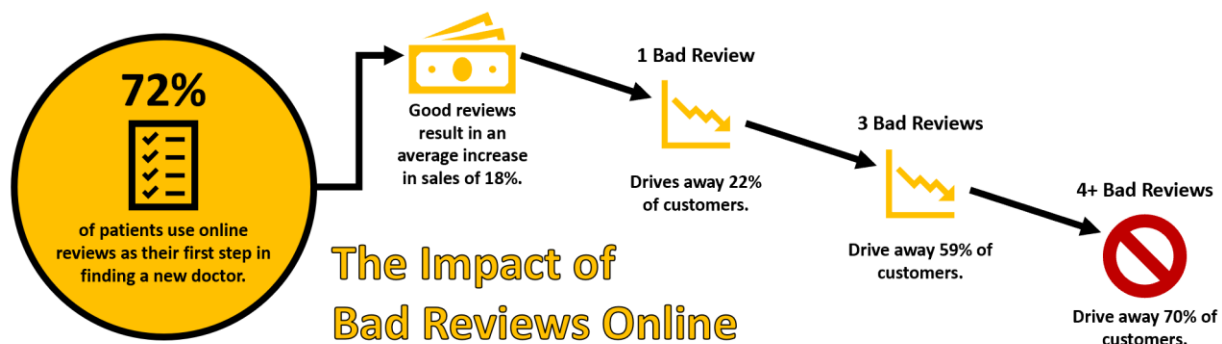 72%
of patients use online
reviews as their first step in
finding a new doctor.
Good reviews
result in an
average increase
in sales of 18%.
1 Bad Review
Drives away 22%
of customers.
3 Bad Reviews
Drive away 59% of
customers.
4+ Bad Reviews
Drive away 70% of
customers.
The Impact of
Bad Reviews Online